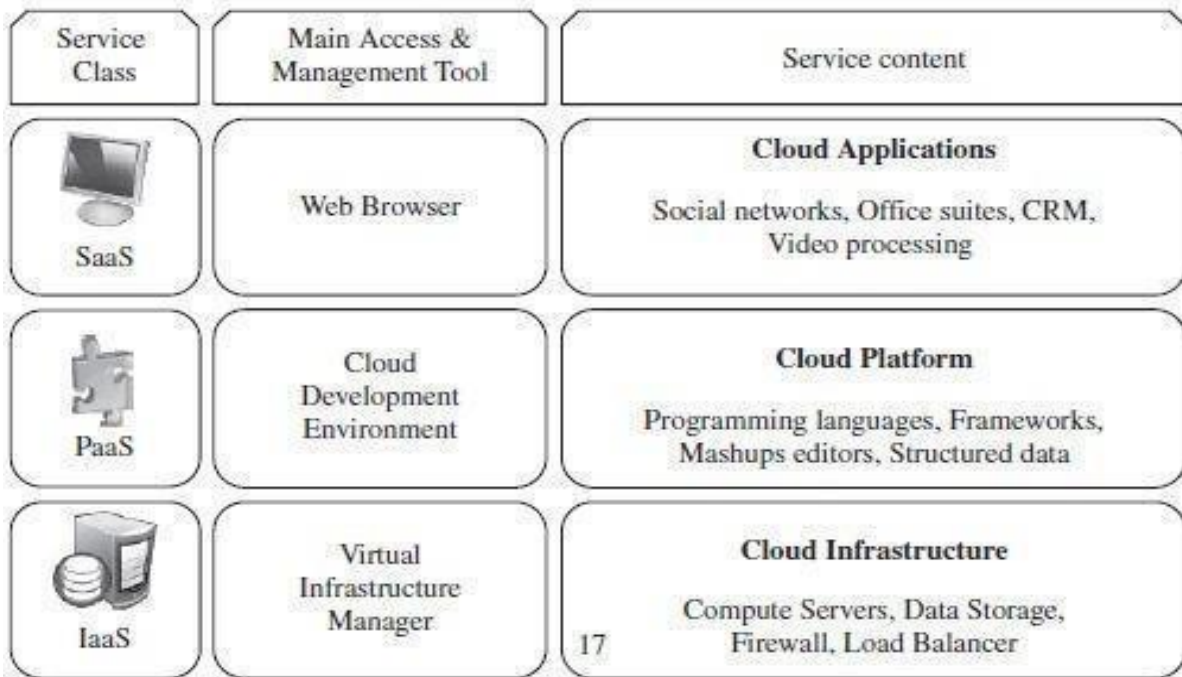 Service
Class
Main Access &
Management Tool
Service content
SaaS
Web Browser
Cloud Applications
Social networks, Office suites, CRM,
Video processing
PaaS
Cloud
Development
Environment
Cloud Platform
Programming languages, Frameworks,
Mashups editors, Structured data
IaaS
Virtual
Infrastructure
Manager
Cloud Infrastructure
Compute Servers, Data Storage,
Firewall, Load Balancer
17